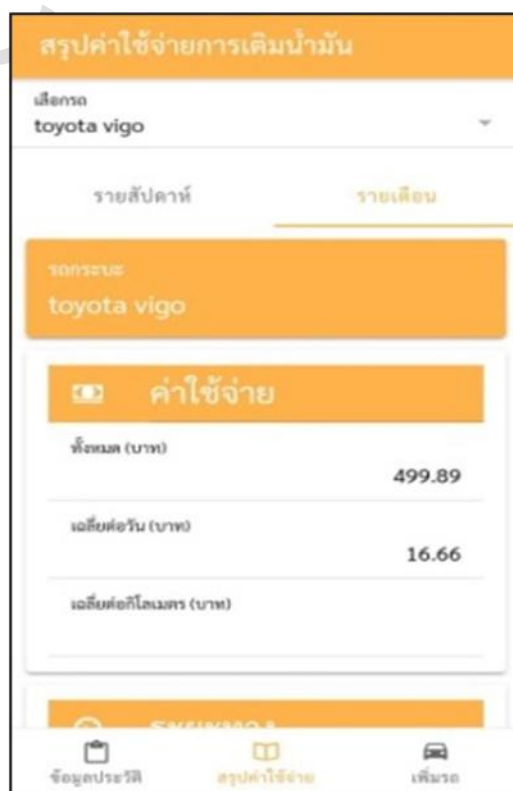 สรุปค่าใช้จ่ายการเติมน้ำมัน
เลือกรถ
toyota vigo
รายสัปดาห์ รายเดือน
รถกระบะ
toyota vigo
ค่าใช้จ่าย
ทั้งหมด (บาท)
499.89
เฉลี่ยต่อวัน (บาท)
16.66
เฉลี่ยต่อกิโลเมตร (บาท)
ข้อมูลประวัติ สรุปค่าใช้จ่าย เพิ่มรถ